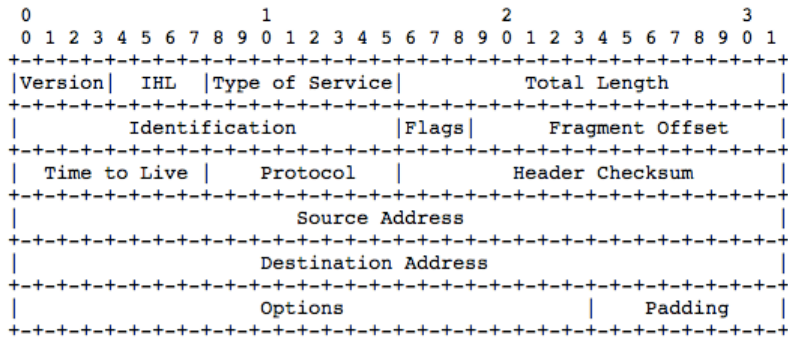 0                   1                   2                   3
 0 1 2 3 4 5 6 7 8 9 0 1 2 3 4 5 6 7 8 9 0 1 2 3 4 5 6 7 8 9 0 1
+-+-+-+-+-+-+-+-+-+-+-+-+-+-+-+-+-+-+-+-+-+-+-+-+-+-+-+-+-+-+-+-+
|Version|  IHL  |Type of Service|          Total Length         |
+-+-+-+-+-+-+-+-+-+-+-+-+-+-+-+-+-+-+-+-+-+-+-+-+-+-+-+-+-+-+-+-+
|         Identification        |Flags|      Fragment Offset    |
+-+-+-+-+-+-+-+-+-+-+-+-+-+-+-+-+-+-+-+-+-+-+-+-+-+-+-+-+-+-+-+-+
|  Time to Live |    Protocol   |         Header Checksum       |
+-+-+-+-+-+-+-+-+-+-+-+-+-+-+-+-+-+-+-+-+-+-+-+-+-+-+-+-+-+-+-+-+
|                       Source Address                          |
+-+-+-+-+-+-+-+-+-+-+-+-+-+-+-+-+-+-+-+-+-+-+-+-+-+-+-+-+-+-+-+-+
|                    Destination Address                        |
+-+-+-+-+-+-+-+-+-+-+-+-+-+-+-+-+-+-+-+-+-+-+-+-+-+-+-+-+-+-+-+-+
|                    Options                    |    Padding    |
+-+-+-+-+-+-+-+-+-+-+-+-+-+-+-+-+-+-+-+-+-+-+-+-+-+-+-+-+-+-+-+-+